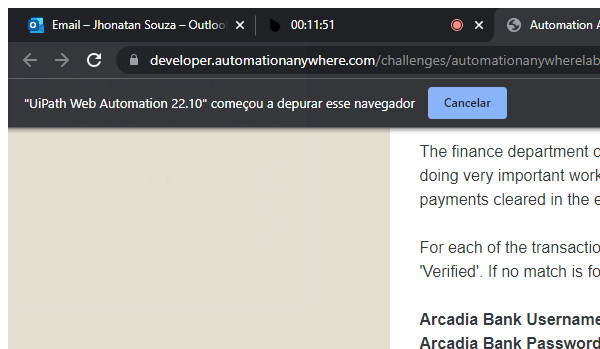 Email – Jhonatan Souza – Outlo
00:11:51
Automation A
developer.automationanywhere.com/challenges/automationanywherelab
"UiPath Web Automation 22.10" começou a depurar esse navegador
Cancelar
The finance department o
doing very important work
payments cleared in the e
For each of the transactio
'Verified'. If no match is fo
Arcadia Bank Username
Arcadia Bank Password